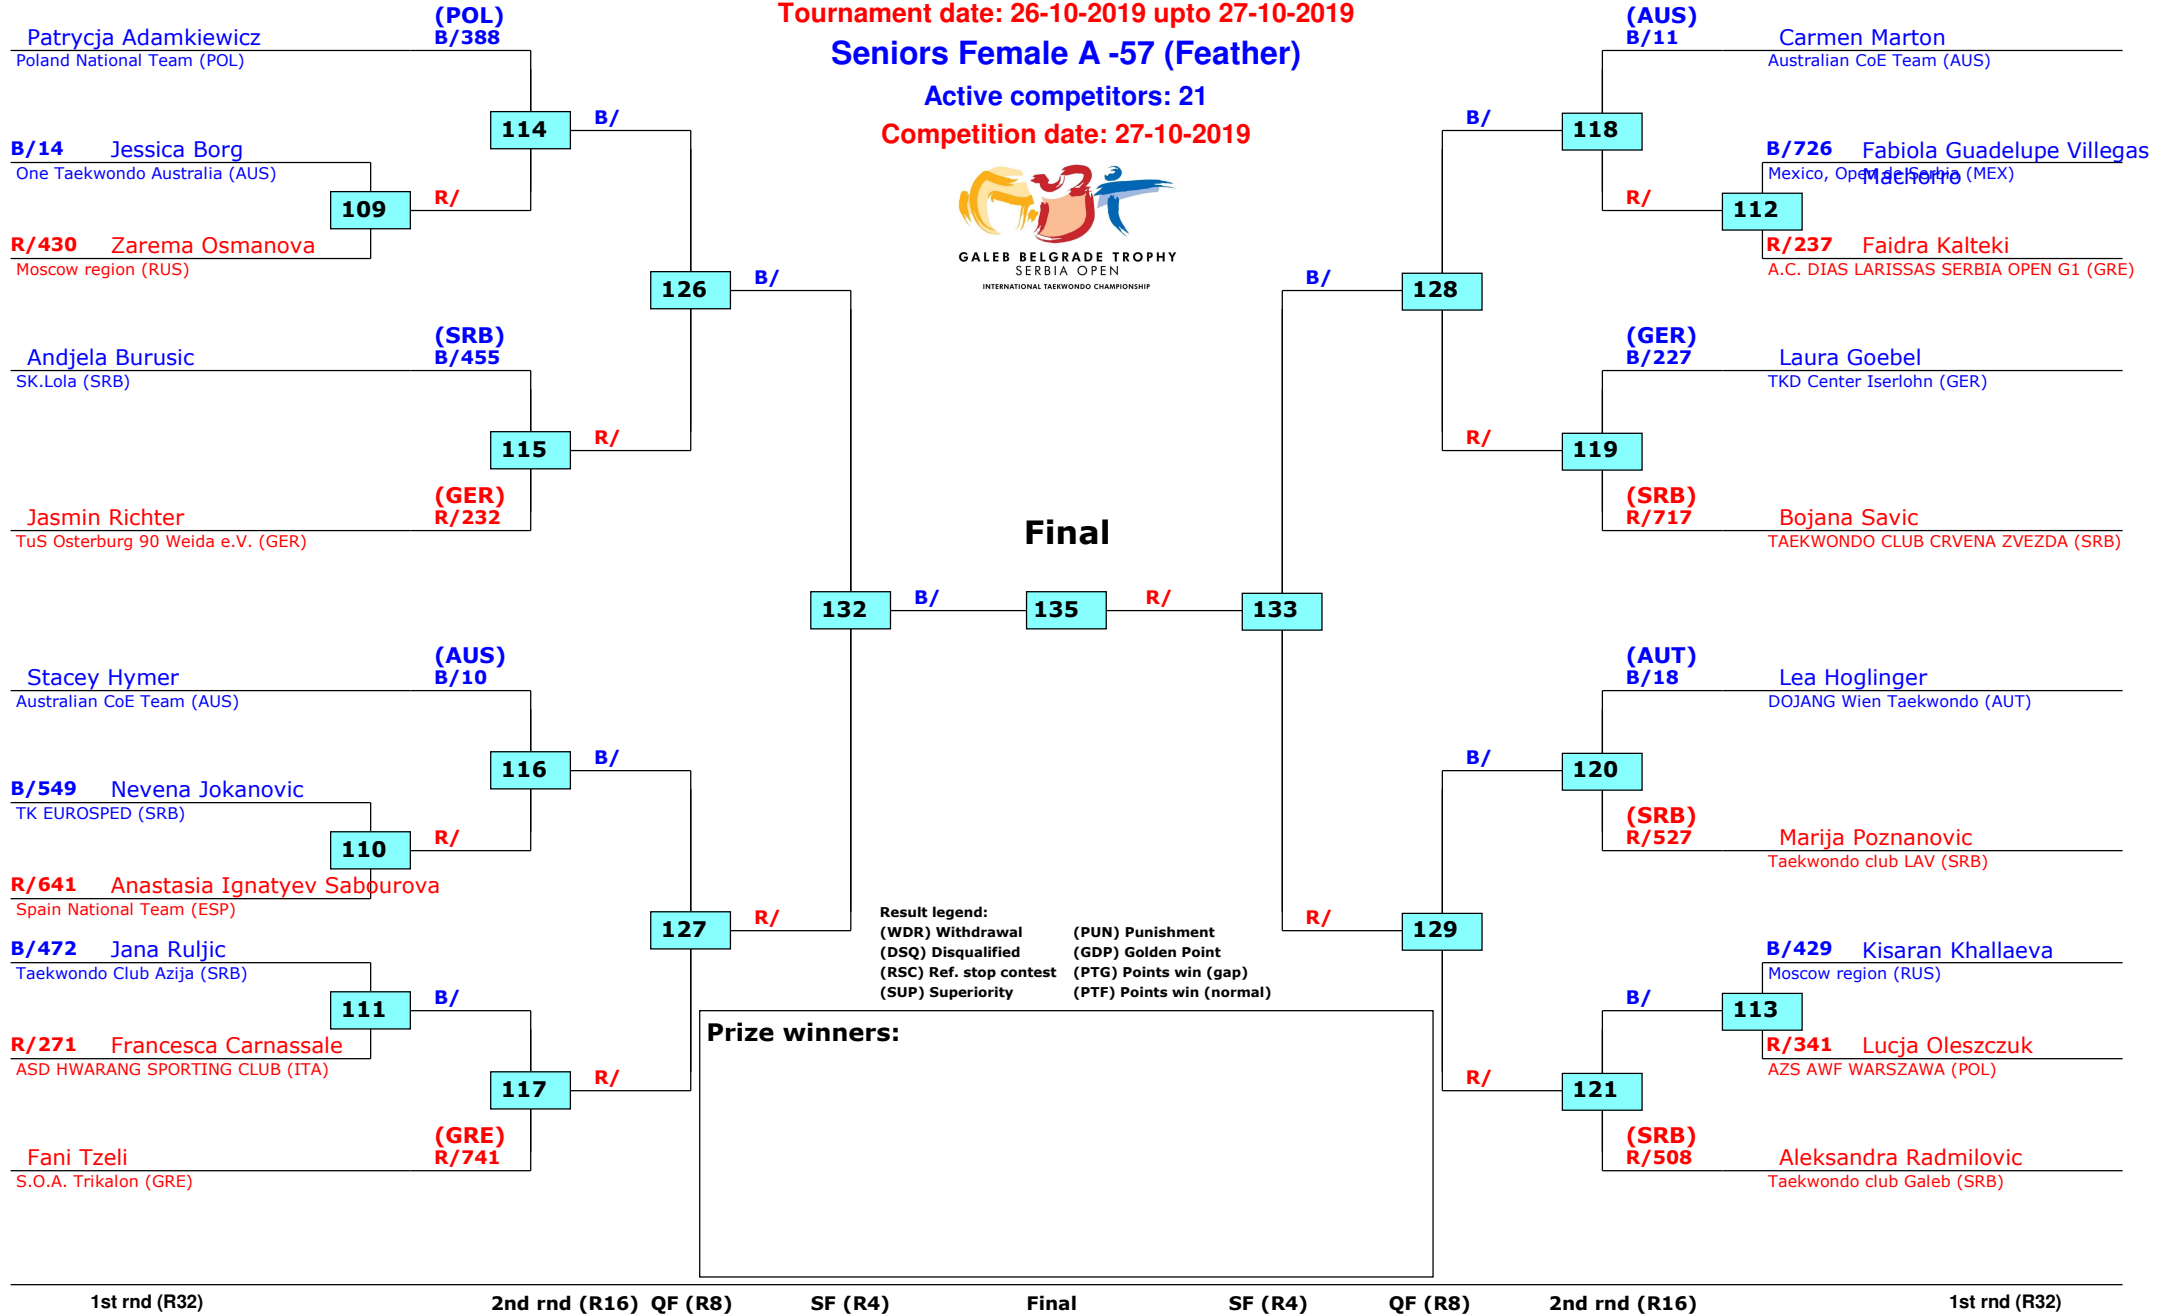 Tournament date: 26-10-2019 upto 27-10-2019
Seniors Female A -57 (Feather)
Active competitors: 21
Competition date: 27-10-2019
GALEB BELGRADE TROPHY
SERBIA OPEN
INTERNATIONAL TAEKWONDO CHAMPIONSHIP
(POL)
Patrycja Adamkiewicz B/388
Poland National Team (POL)
114 B/
B/14 Jessica Borg
One Taekwondo Australia (AUS)
109 R/
R/430 Zarema Osmanova
Moscow region (RUS)
126 B/
(SRB)
Andjela Burusic B/455
SK.Lola (SRB)
115 R/
(GER)
Jasmin Richter R/232
TuS Osterburg 90 Weida e.V. (GER)
132 B/
(AUS)
Stacey Hymer B/10
Australian CoE Team (AUS)
116 B/
B/549 Nevena Jokanovic
TK EUROSPED (SRB)
110 R/
R/641 Anastasia Ignatyev Sabourova
Spain National Team (ESP)
127 R/
B/472 Jana Ruljic
Taekwondo Club Azija (SRB)
111 B/
R/271 Francesca Carnassale
ASD HWARANG SPORTING CLUB (ITA)
117 R/
(GRE)
Fani Tzeli R/741
S.O.A. Trikalon (GRE)
Final
135
(AUS)
B/11 Carmen Marton
Australian CoE Team (AUS)
B/ 118
B/726 Fabiola Guadelupe Villegas
Machorro
Mexico, Open de Serbia (MEX)
R/ 112
R/237 Faidra Kalteki
A.C. DIAS LARISSAS SERBIA OPEN G1 (GRE)
B/ 128
(GER)
B/227 Laura Goebel
TKD Center Iserlohn (GER)
R/ 119
(SRB)
R/717 Bojana Savic
TAEKWONDO CLUB CRVENA ZVEZDA (SRB)
R/ 133
(AUT)
B/18 Lea Hoglinger
DOJANG Wien Taekwondo (AUT)
B/ 120
(SRB)
R/527 Marija Poznanovic
Taekwondo club LAV (SRB)
R/ 129
B/429 Kisaran Khallaeva
Moscow region (RUS)
B/ 113
R/341 Lucja Oleszczuk
AZS AWF WARSZAWA (POL)
R/ 121
(SRB)
R/508 Aleksandra Radmilovic
Taekwondo club Galeb (SRB)
Result legend:
(WDR) Withdrawal (PUN) Punishment
(DSQ) Disqualified (GDP) Golden Point
(RSC) Ref. stop contest (PTG) Points win (gap)
(SUP) Superiority (PTF) Points win (normal)
Prize winners:
1st rnd (R32) 2nd rnd (R16) QF (R8) SF (R4) Final SF (R4) QF (R8) 2nd rnd (R16) 1st rnd (R32)